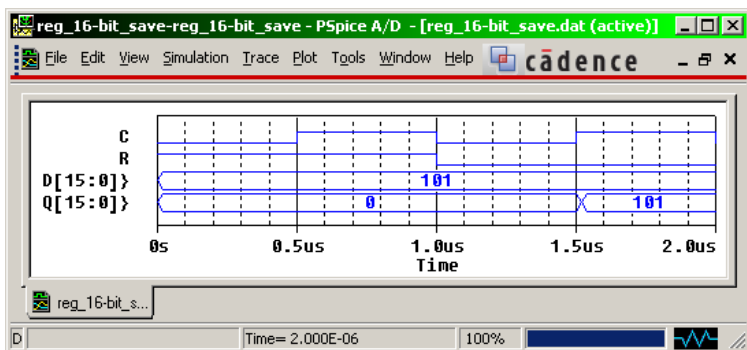 reg_16-bit_save-reg_16-bit_save - PSpice A/D - [reg_16-bit_save.dat (active)]
File Edit View Simulation Trace Plot Tools Window Help cādence
C
R
D[15:0]} 101
Q[15:0]} 0 101
0s 0.5us 1.0us 1.5us 2.0us
Time
reg_16-bit_s...
D Time= 2.000E-06 100%